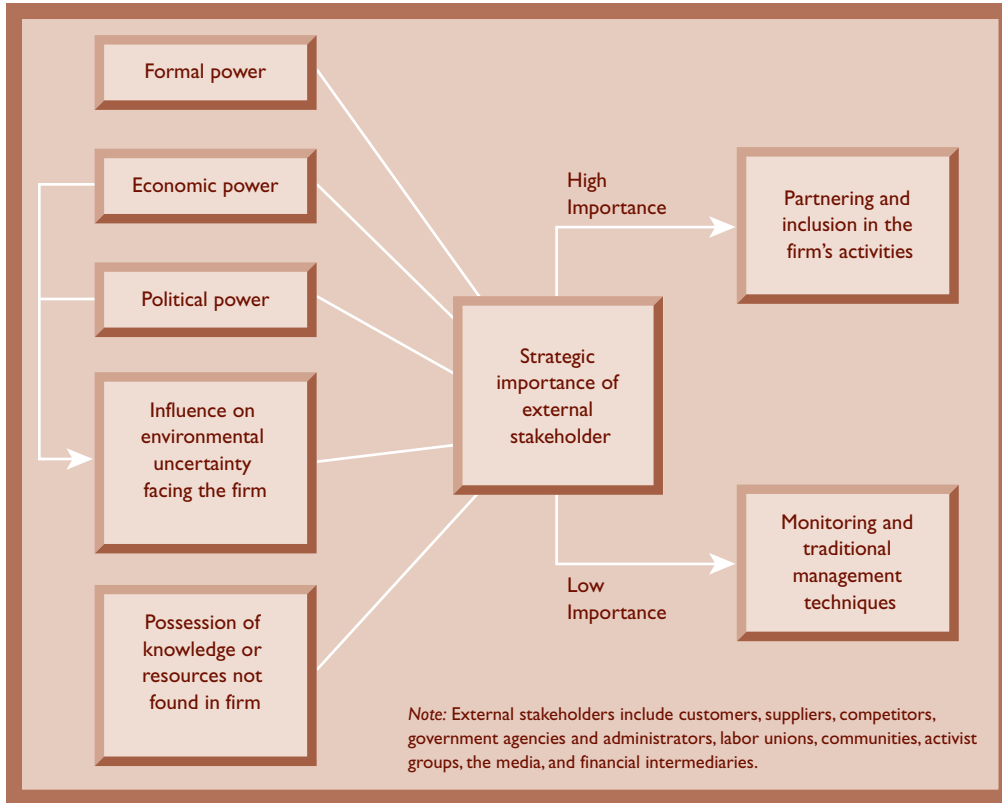 Formal power
Economic power
Political power
Influence on
environmental
uncertainty
facing the firm
Possession of
knowledge or
resources not
found in firm
Strategic
importance of
external
stakeholder
High
Importance
Partnering and
inclusion in the
firm’s activities
Low
Importance
Monitoring and
traditional
management
techniques
Note: External stakeholders include customers, suppliers, competitors,
government agencies and administrators, labor unions, communities, activist
groups, the media, and financial intermediaries.